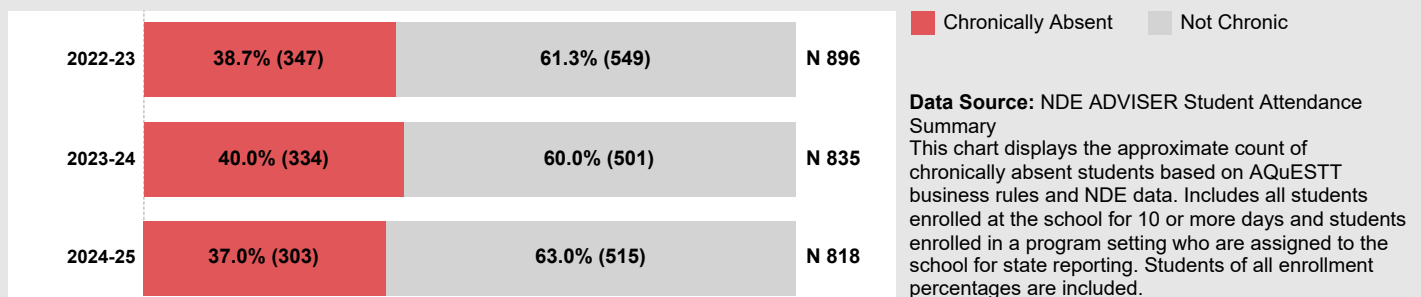 2022-23 38.7% (347) 61.3% (549) N 896
2023-24 40.0% (334) 60.0% (501) N 835
2024-25 37.0% (303) 63.0% (515) N 818
Chronically Absent Not Chronic
Data Source: NDE ADVISER Student Attendance
Summary
This chart displays the approximate count of
chronically absent students based on AQuESTT
business rules and NDE data. Includes all students
enrolled at the school for 10 or more days and students
enrolled in a program setting who are assigned to the
school for state reporting. Students of all enrollment
percentages are included.